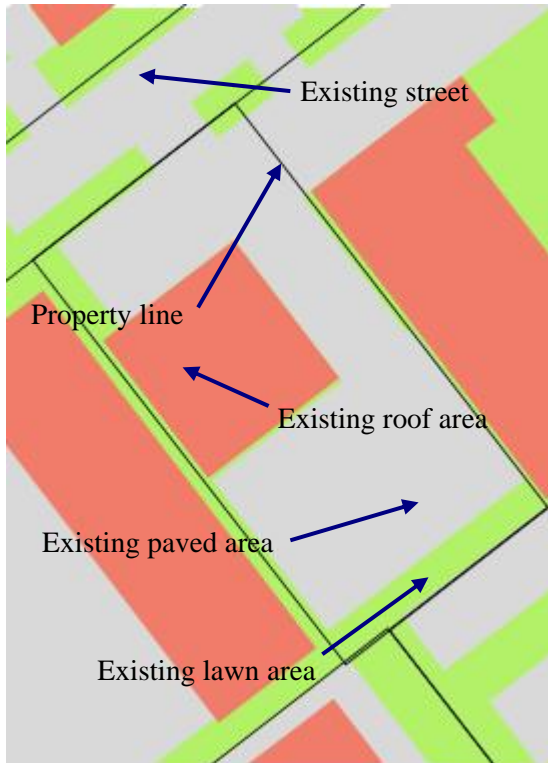 Existing street
Property line
Existing roof area
Existing paved area
Existing lawn area